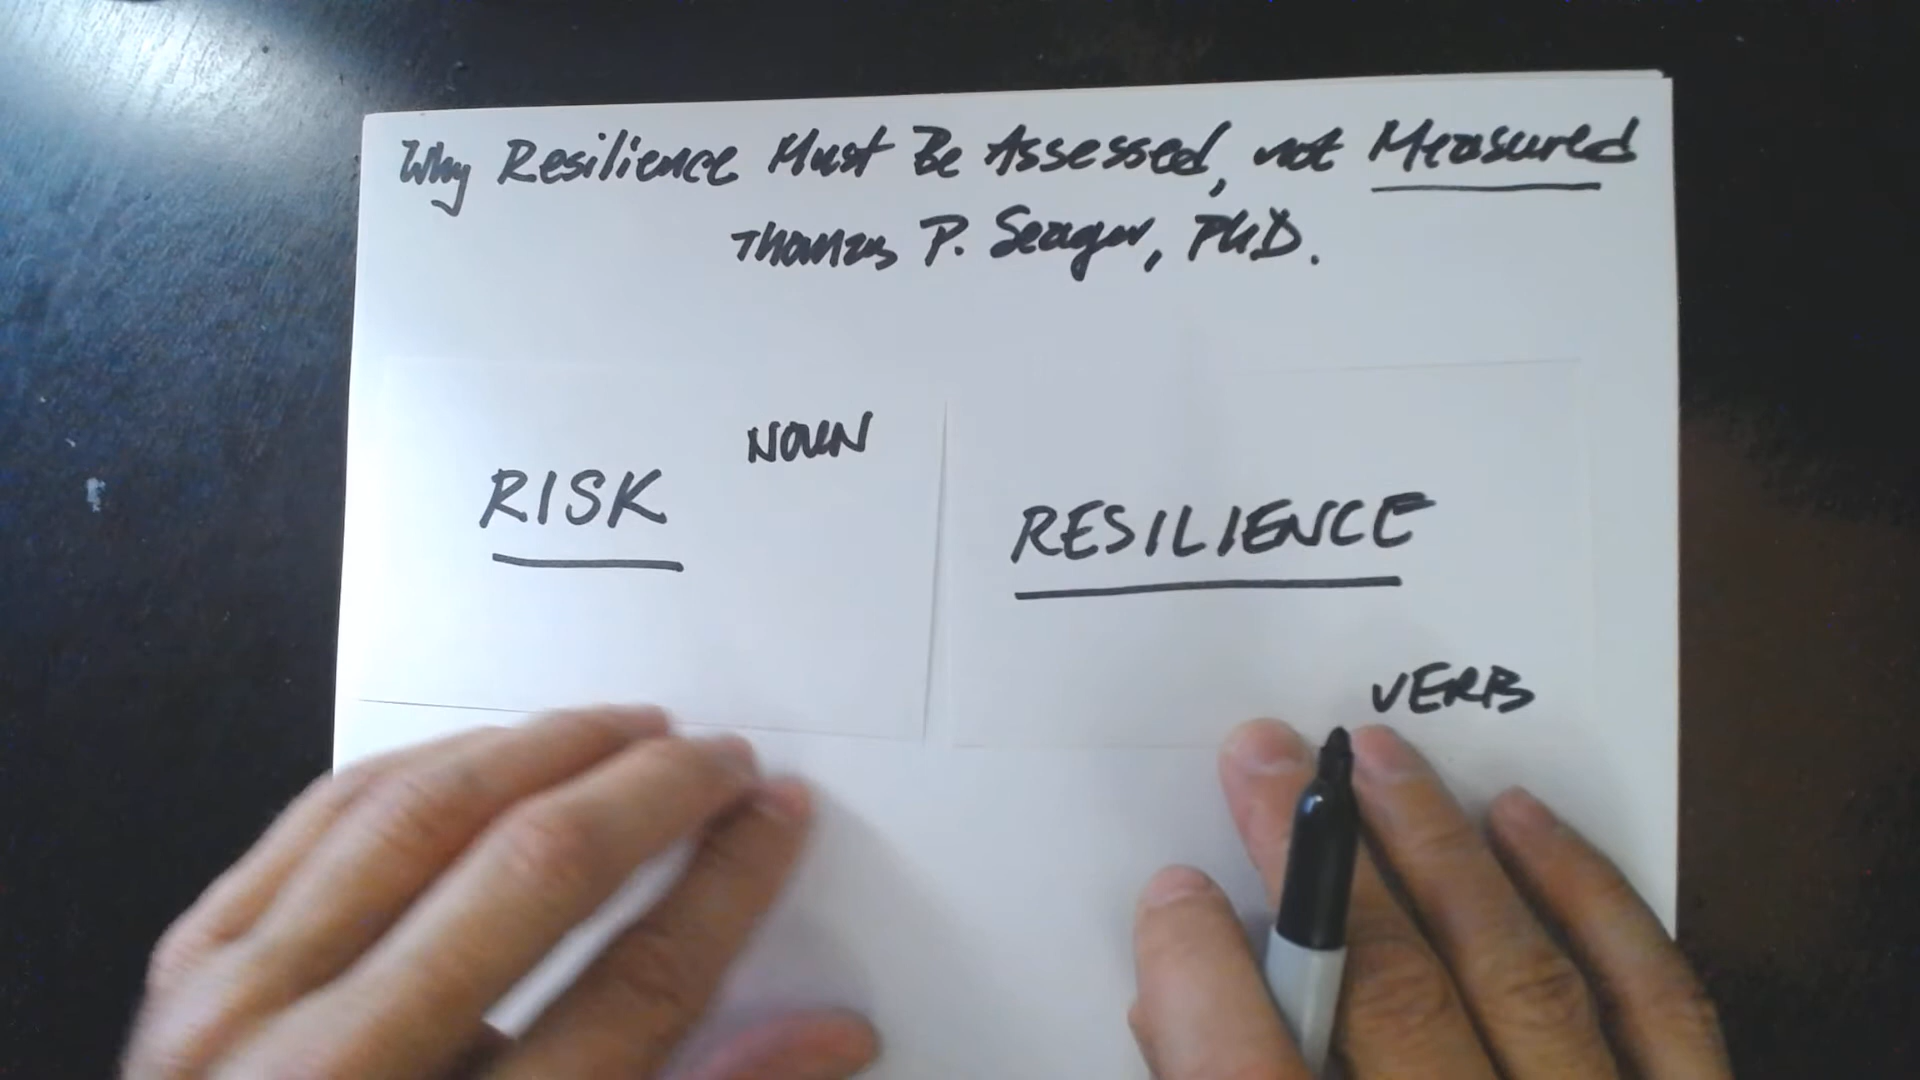 Why Resilience Must Be Assessed, not Measured
Thomas P. Seager, PhD.
NOUN
RISK
RESILIENCE
VERB